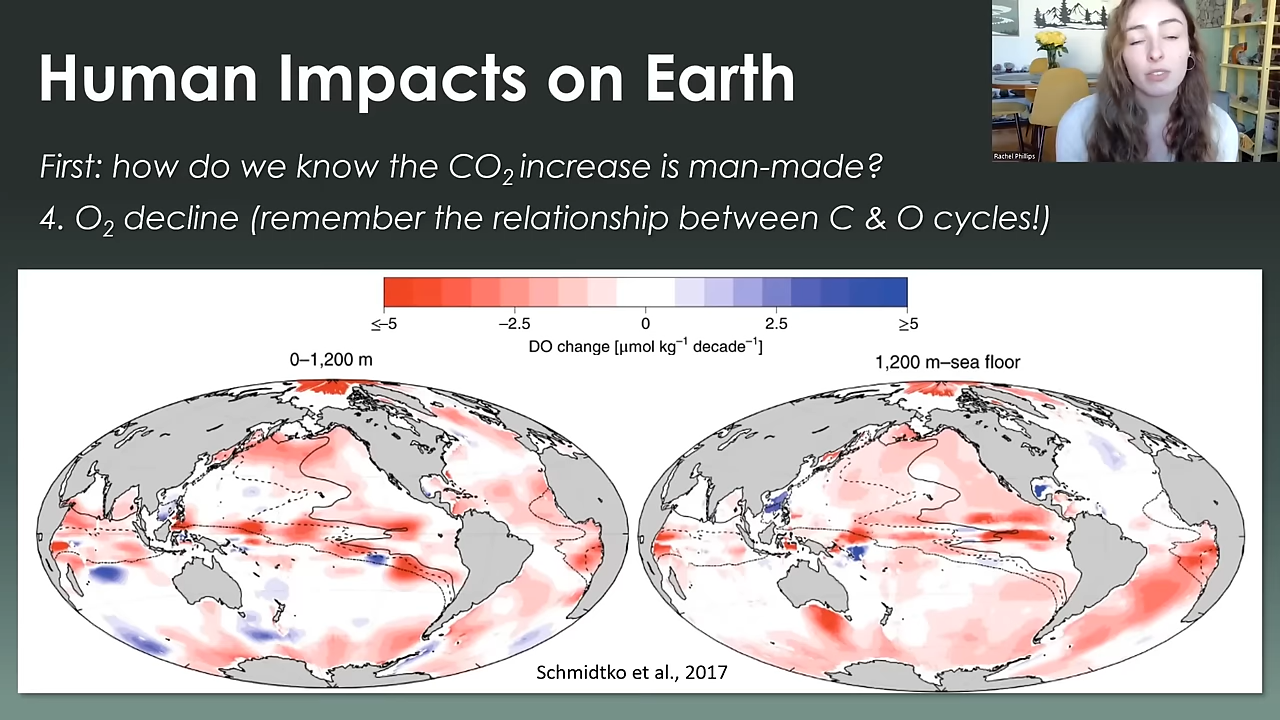 Human Impacts on Earth
Rachel Phillips
First: how do we know the CO₂ increase is man-made?
4. O₂ decline (remember the relationship between C & O cycles!)
≤–5 –2.5 0 2.5 ≥5
DO change [µmol kg⁻¹ decade⁻¹]
0–1,200 m
1,200 m–sea floor
Schmidtko et al., 2017